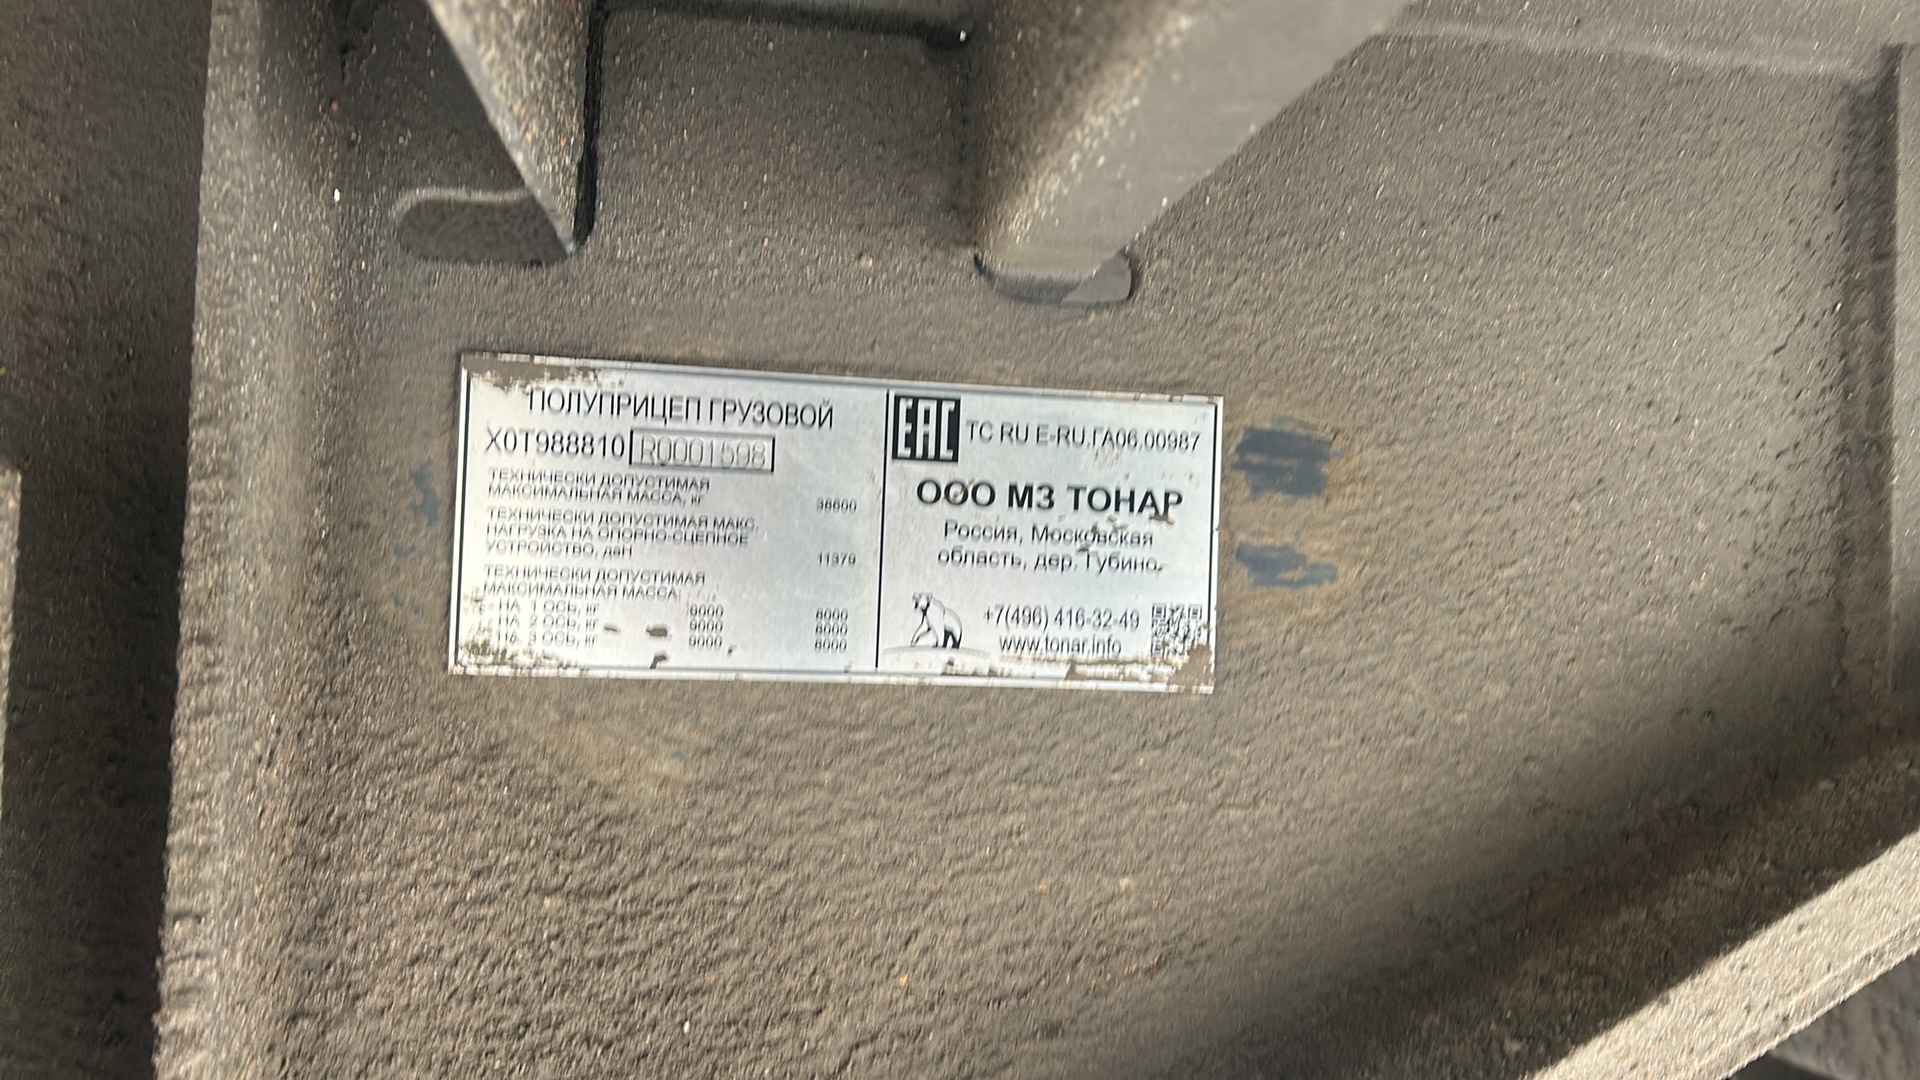 ПОЛУПРИЦЕП ГРУЗОВОЙ
X0T988810 R0001598
ТЕХНИЧЕСКИ ДОПУСТИМАЯ
МАКСИМАЛЬНАЯ МАССА, кг 38600
ТЕХНИЧЕСКИ ДОПУСТИМАЯ МАКС.
НАГРУЗКА НА ОПОРНО-СЦЕПНОЕ
УСТРОЙСТВО, даН 11379
ТЕХНИЧЕСКИ ДОПУСТИМАЯ
МАКСИМАЛЬНАЯ МАССА:
НА 1 ОСЬ, кг 9000 8000
НА 2 ОСЬ, кг 9000 8000
НА 3 ОСЬ, кг 9000 8000
EAC TC RU E-RU.ГА06.00987
ООО МЗ ТОНАР
Россия, Московская
область, дер. Губино
+7(496) 416-32-49
www.tonar.info